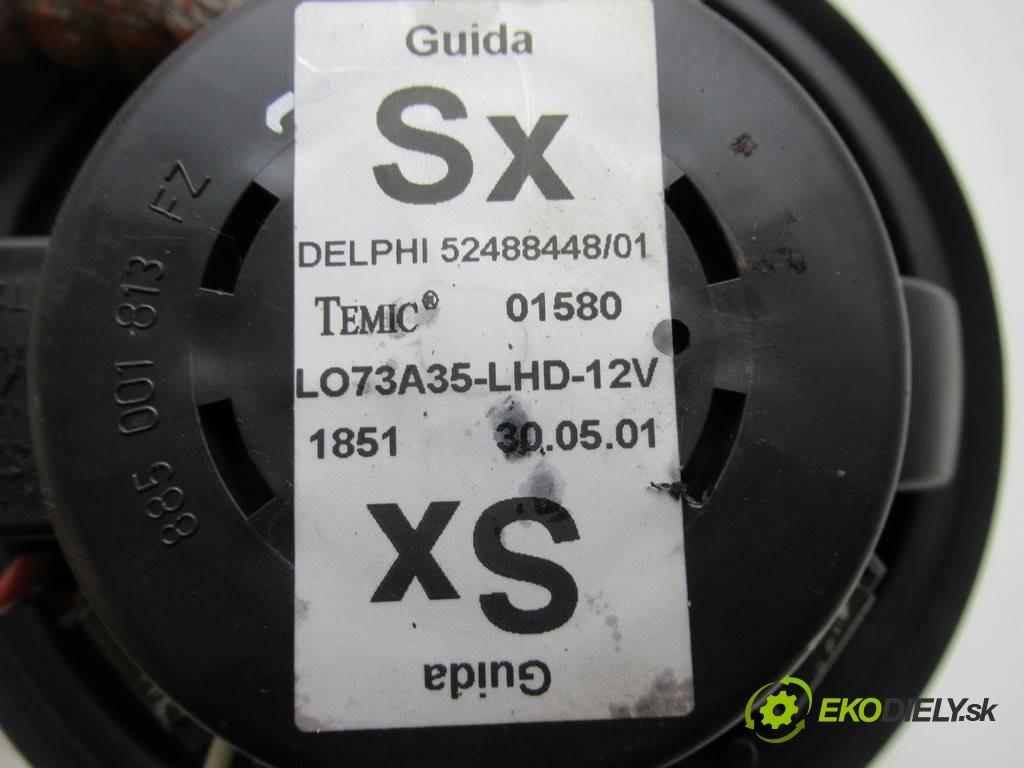 Guida
Sx
DELPHI 52488448/01
TEMIC® 01580
LO73A35-LHD-12V
1851 30.05.01
Sx
Guida
885 001 813 FZ
EKODIELY.sk